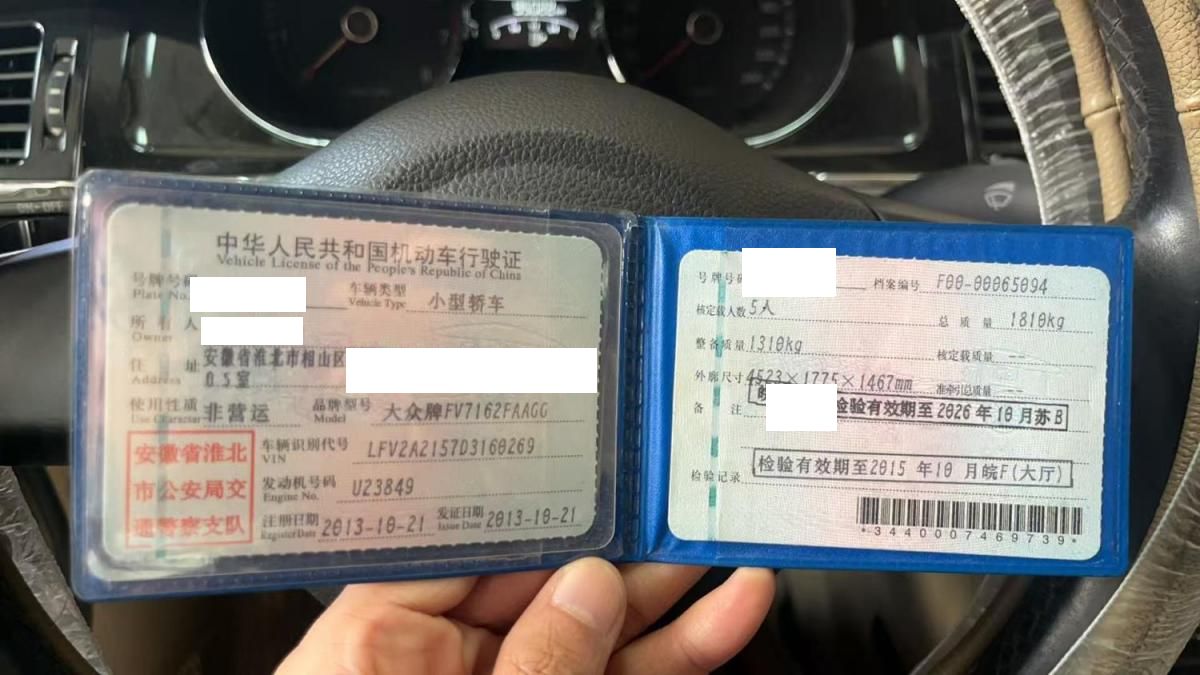 中华人民共和国机动车行驶证
Vehicle License of the People's Republic of China
号牌号码
Plate No.
车辆类型 小型轿车
Vehicle Type
所有人
Owner
住址 安徽省淮北市相山区
Address 05室
使用性质 非营运
Use Character
品牌型号 大众牌FV7162FAAGG
Model
安徽省淮北
市公安局交
通警察支队
车辆识别代号 LFV2A2157D3160269
VIN
发动机号码 U23849
Engine No.
注册日期 2013-10-21
Register Date
发证日期 2013-10-21
Issue Date
号牌号码
档案编号 F00-00065094
核定载人数 5人
总质量 1810kg
整备质量 1310kg
核定载质量 --
外廓尺寸 4523×1775×1467mm
准牵引总质量 --
备注 皖 检验有效期至2026年10月苏B
检验记录 检验有效期至2015年10月皖F(大厅)
*3440007469739*